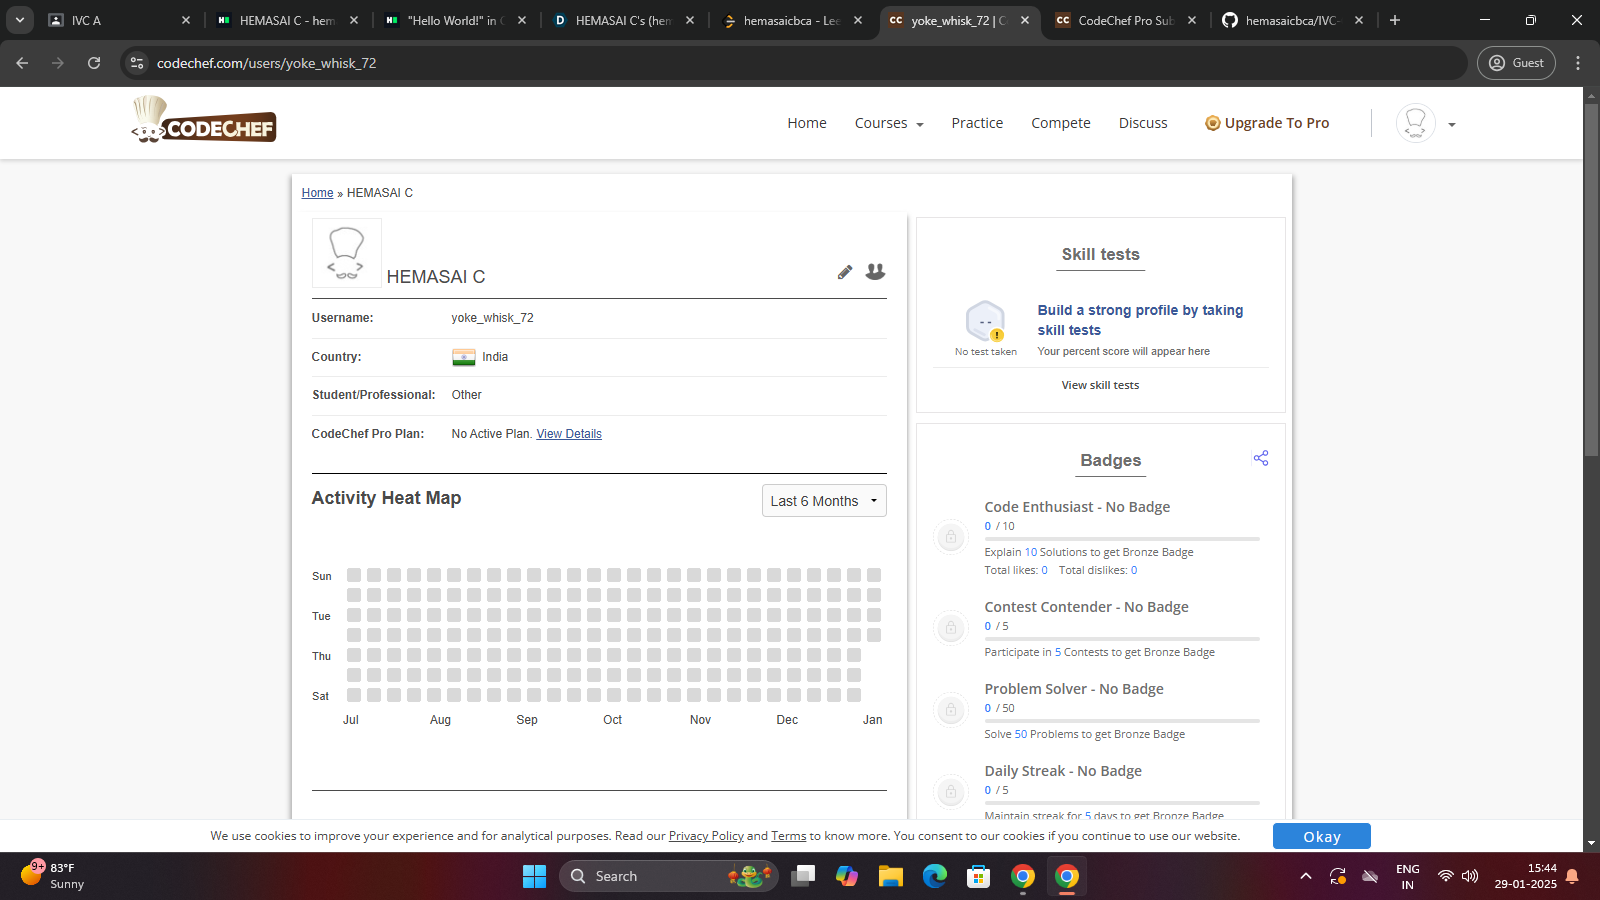 IVC A
HEMASAI C - hem
"Hello World!" in C
HEMASAI C's (hem
hemasaicbca - Lee
yoke_whisk_72 | C
CodeChef Pro Sub
hemasaicbca/IVC-
codechef.com/users/yoke_whisk_72
Guest
CODECHEF
Home
Courses
Practice
Compete
Discuss
Upgrade To Pro
Home » HEMASAI C
HEMASAI C
Username: yoke_whisk_72
Country: India
Student/Professional: Other
CodeChef Pro Plan: No Active Plan. View Details
Activity Heat Map
Last 6 Months
Sun
Tue
Thu
Sat
Jul Aug Sep Oct Nov Dec Jan
Skill tests
No test taken
Build a strong profile by taking
skill tests
Your percent score will appear here
View skill tests
Badges
Code Enthusiast - No Badge
0 / 10
Explain 10 Solutions to get Bronze Badge
Total likes: 0 Total dislikes: 0
Contest Contender - No Badge
0 / 5
Participate in 5 Contests to get Bronze Badge
Problem Solver - No Badge
0 / 50
Solve 50 Problems to get Bronze Badge
Daily Streak - No Badge
0 / 5
Maintain streak for 5 days to get Bronze Badge
We use cookies to improve your experience and for analytical purposes. Read our Privacy Policy and Terms to know more. You consent to our cookies if you continue to use our website.
Okay
9+
83°F
Sunny
Search
ENG
IN
15:44
29-01-2025